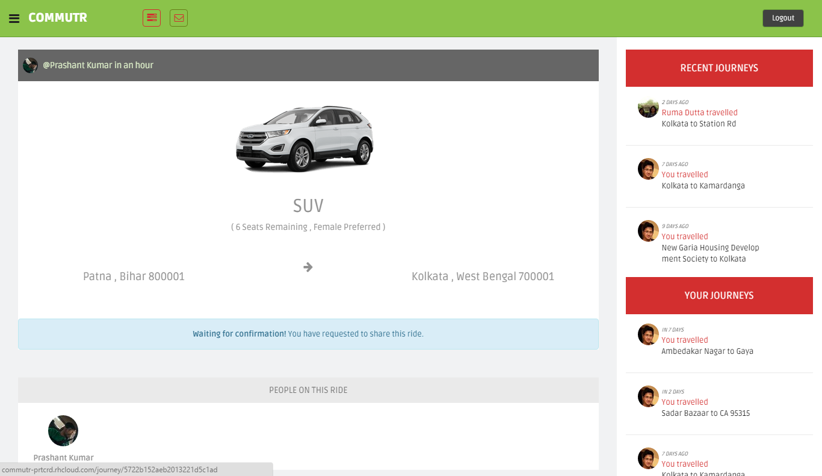 COMMUTR
Logout
@Prashant Kumar in an hour
SUV
( 6 Seats Remaining , Female Preferred )
Patna , Bihar 800001
Kolkata , West Bengal 700001
Waiting for confirmation! You have requested to share this ride.
PEOPLE ON THIS RIDE
Prashant Kumar
RECENT JOURNEYS
2 DAYS AGO
Ruma Dutta travelled
Kolkata to Station Rd
7 DAYS AGO
You travelled
Kolkata to Kamardanga
9 DAYS AGO
You travelled
New Garia Housing Develop
ment Society to Kolkata
YOUR JOURNEYS
IN 7 DAYS
You travelled
Ambedakar Nagar to Gaya
IN 2 DAYS
You travelled
Sadar Bazaar to CA 95315
7 DAYS AGO
You travelled
Kolkata to Kamardanga
commutr-prtcrd.rhcloud.com/journey/5722b152aeb2013221d5c1ad